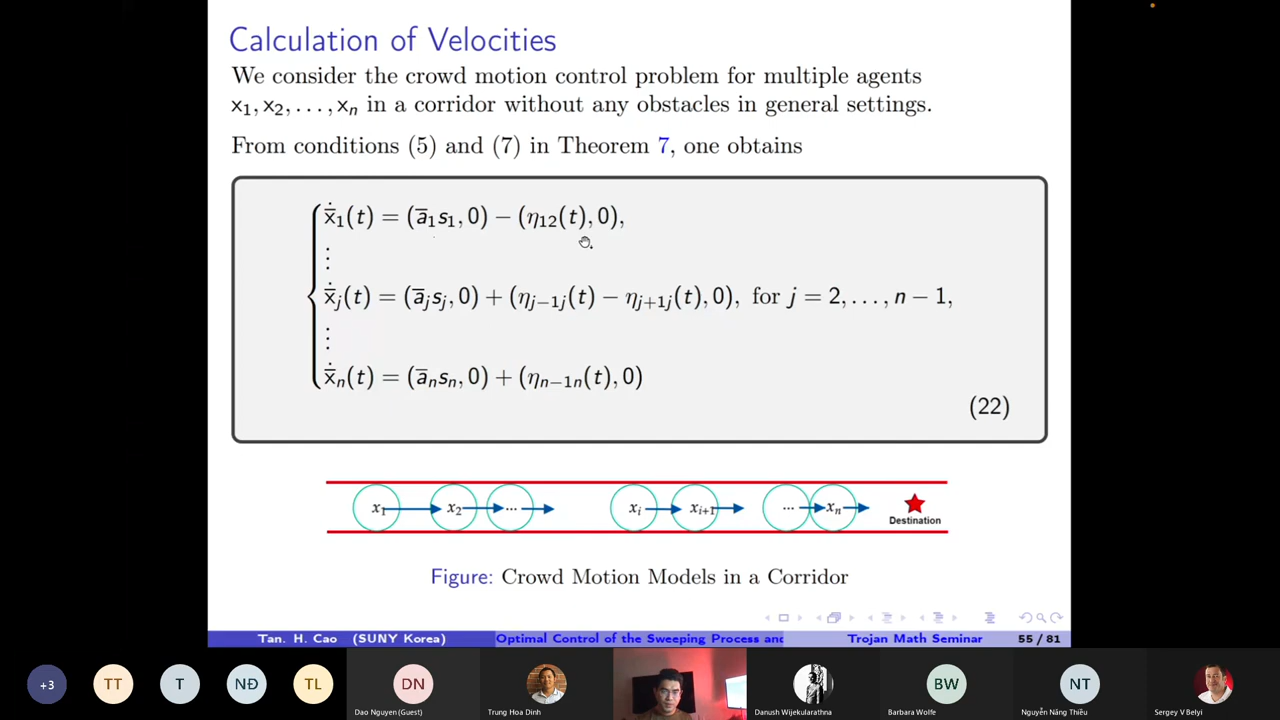 Calculation of Velocities
We consider the crowd motion control problem for multiple agents
x₁, x₂, . . . , xₙ in a corridor without any obstacles in general settings.
From conditions (5) and (7) in Theorem 7, one obtains
ẋ̄₁(t) = (ā₁s₁, 0) − (η₁₂(t), 0),
⋮
ẋ̄ⱼ(t) = (āⱼsⱼ, 0) + (ηⱼ₋₁ⱼ(t) − ηⱼ₊₁ⱼ(t), 0), for j = 2, . . . , n − 1,
⋮
ẋ̄ₙ(t) = (āₙsₙ, 0) + (ηₙ₋₁ₙ(t), 0)
(22)
x₁ x₂ ... xᵢ xᵢ₊₁ ... xₙ
Destination
Figure: Crowd Motion Models in a Corridor
Tan. H. Cao (SUNY Korea) Optimal Control of the Sweeping Process and Trojan Math Seminar 55 / 81
+3 TT T NĐ TL DN BW NT
Dao Nguyen (Guest) Trung Hoa Dinh Danush Wijekularathna Barbara Wolfe Nguyễn Năng Thiều Sergey V Belyi